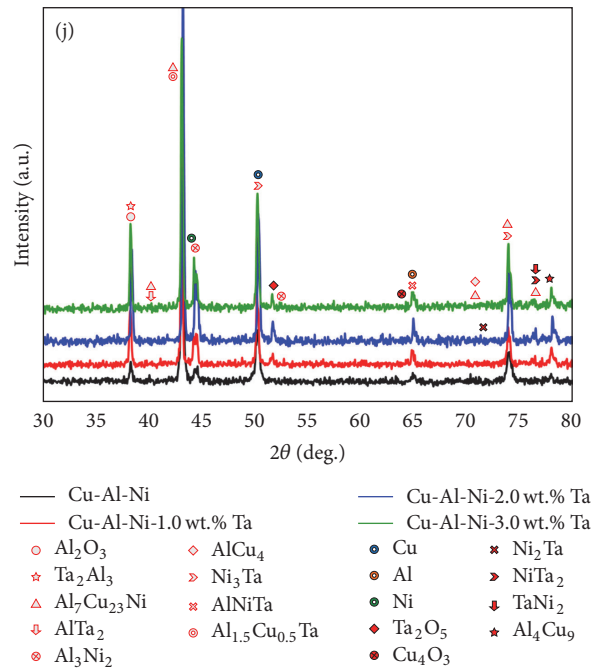 (j)
Intensity (a.u.)
30 35 40 45 50 55 60 65 70 75 80
2θ (deg.)
Cu-Al-Ni
Cu-Al-Ni-1.0 wt.% Ta
Cu-Al-Ni-2.0 wt.% Ta
Cu-Al-Ni-3.0 wt.% Ta
Al₂O₃
Ta₂Al₃
Al₇Cu₂₃Ni
AlTa₂
Al₃Ni₂
AlCu₄
Ni₃Ta
AlNiTa
Al₁.₅Cu₀.₅Ta
Cu
Al
Ni
Ta₂O₅
Cu₄O₃
Ni₂Ta
NiTa₂
TaNi₂
Al₄Cu₉